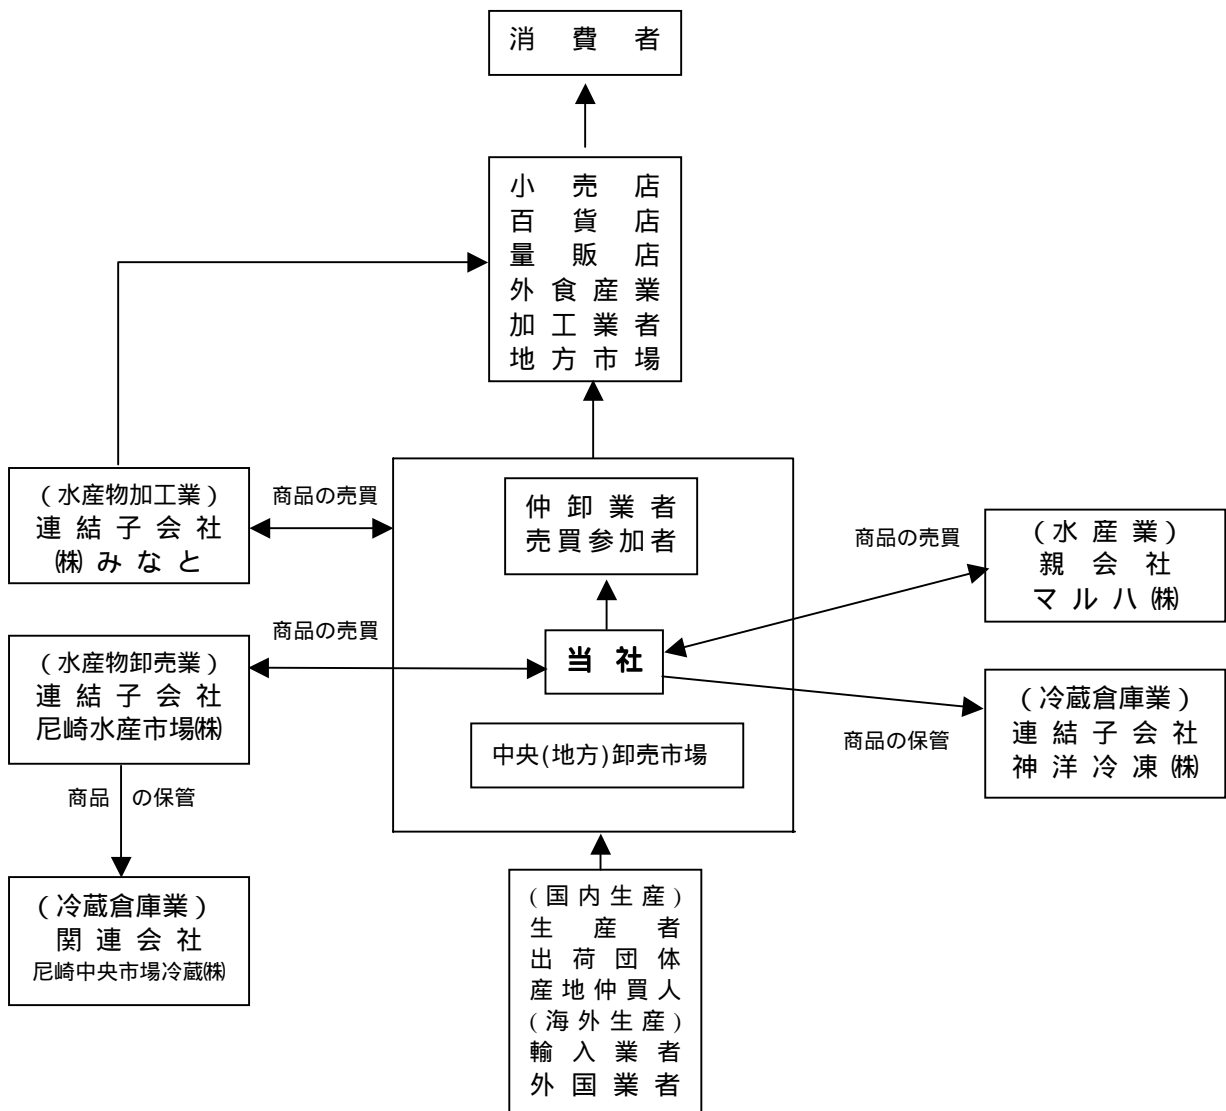 消費者
小売店
百貨店
量販店
外食産業
加工業者
地方市場
(水産物加工業)
連結子会社
㈱みなと
商品の売買
仲卸業者
売買参加者
商品の売買
(水産業)
親会社
マルハ㈱
(水産物卸売業)
連結子会社
尼崎水産市場㈱
商品の売買
当社
中央(地方)卸売市場
(冷蔵倉庫業)
連結子会社
神洋冷凍㈱
商品の保管
商品の保管
(冷蔵倉庫業)
関連会社
尼崎中央市場冷蔵㈱
(国内生産)
生産者
出荷団体
産地仲買人
(海外生産)
輸入業者
外国業者